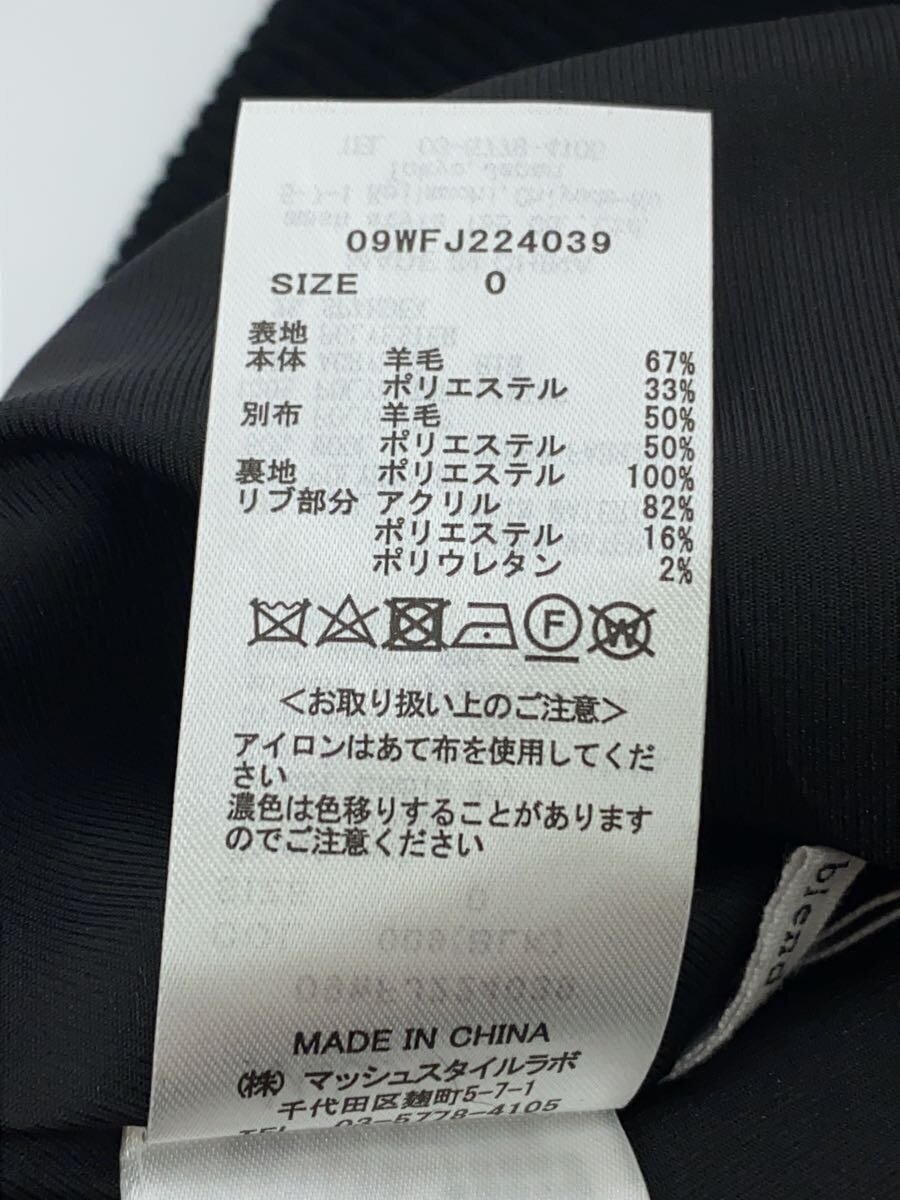 09WFJ224039
SIZE 0
表地
本体 羊毛 67%
ポリエステル 33%
別布 羊毛 50%
ポリエステル 50%
裏地 ポリエステル 100%
リブ部分 アクリル 82%
ポリエステル 16%
ポリウレタン 2%
F W
<お取り扱い上のご注意>
アイロンはあて布を使用してくだ
さい
濃色は色移りすることがあります
のでご注意ください
MADE IN CHINA
(株) マッシュスタイルラボ
千代田区麹町5-7-1
TEL 03-5778-4105
blend